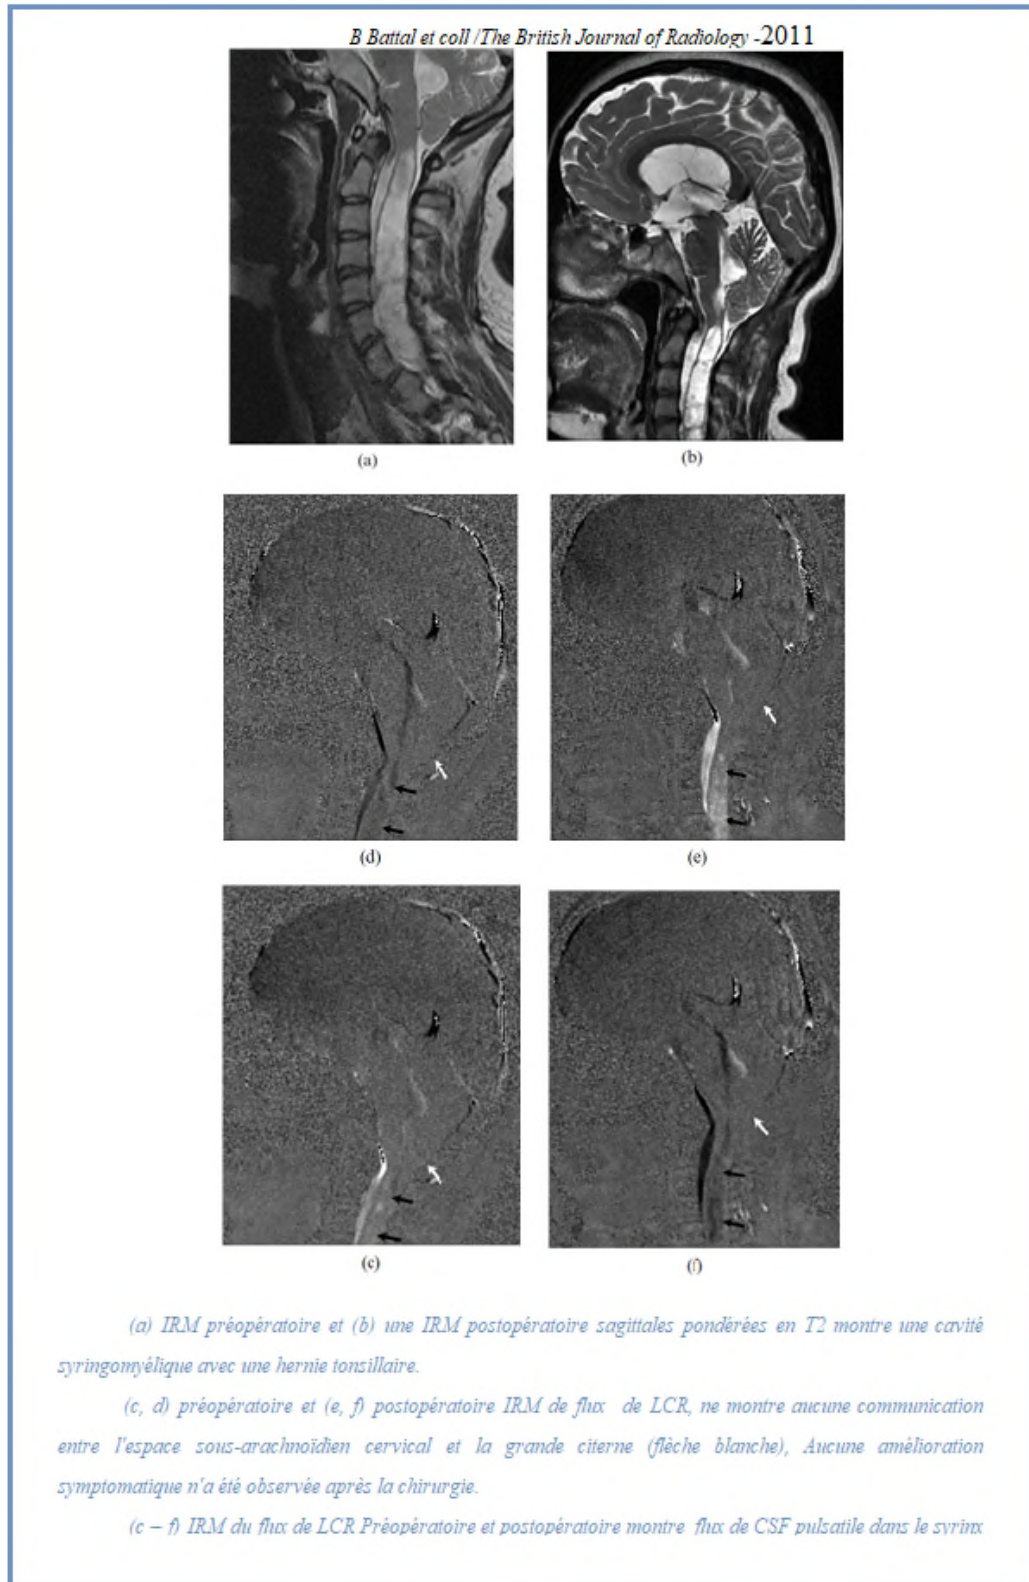 B Battal et coll /The British Journal of Radiology -2011
(a)
(b)
(d)
(e)
(c)
(f)
(a) IRM préopératoire et (b) une IRM postopératoire sagittales pondérées en T2 montre une cavité
syringomyélique avec une hernie tonsillaire.
(c, d) préopératoire et (e, f) postopératoire IRM de flux de LCR, ne montre aucune communication
entre l'espace sous-arachnoïdien cervical et la grande citerne (flèche blanche), Aucune amélioration
symptomatique n'a été observée après la chirurgie.
(c – f) IRM du flux de LCR Préopératoire et postopératoire montre flux de CSF pulsatile dans le syrinx